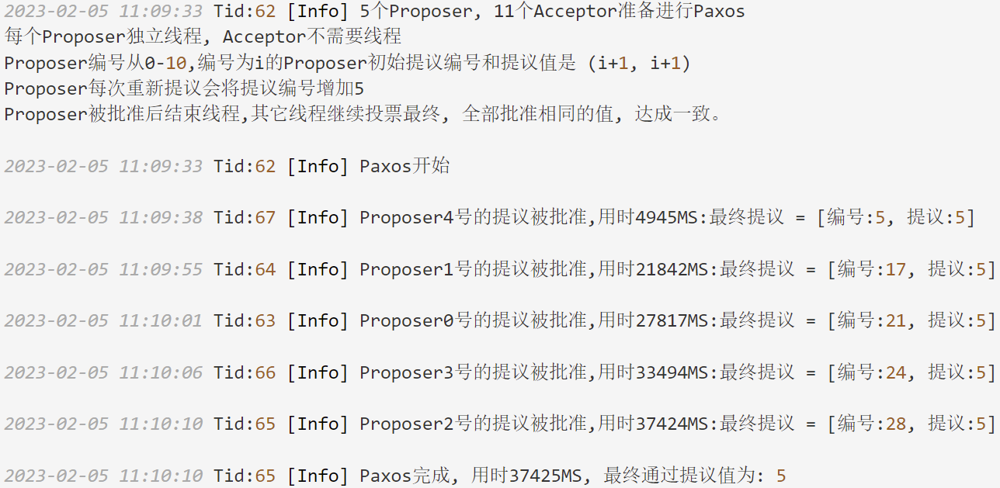 2023-02-05 11:09:33 Tid:62 [Info] 5个Proposer, 11个Acceptor准备进行Paxos
每个Proposer独立线程, Acceptor不需要线程
Proposer编号从0-10,编号为i的Proposer初始提议编号和提议值是 (i+1, i+1)
Proposer每次重新提议会将提议编号增加5
Proposer被批准后结束线程,其它线程继续投票最终, 全部批准相同的值, 达成一致。
2023-02-05 11:09:33 Tid:62 [Info] Paxos开始
2023-02-05 11:09:38 Tid:67 [Info] Proposer4号的提议被批准,用时4945MS:最终提议 = [编号:5, 提议:5]
2023-02-05 11:09:55 Tid:64 [Info] Proposer1号的提议被批准,用时21842MS:最终提议 = [编号:17, 提议:5]
2023-02-05 11:10:01 Tid:63 [Info] Proposer0号的提议被批准,用时27817MS:最终提议 = [编号:21, 提议:5]
2023-02-05 11:10:06 Tid:66 [Info] Proposer3号的提议被批准,用时33494MS:最终提议 = [编号:24, 提议:5]
2023-02-05 11:10:10 Tid:65 [Info] Proposer2号的提议被批准,用时37424MS:最终提议 = [编号:28, 提议:5]
2023-02-05 11:10:10 Tid:65 [Info] Paxos完成, 用时37425MS, 最终通过提议值为: 5